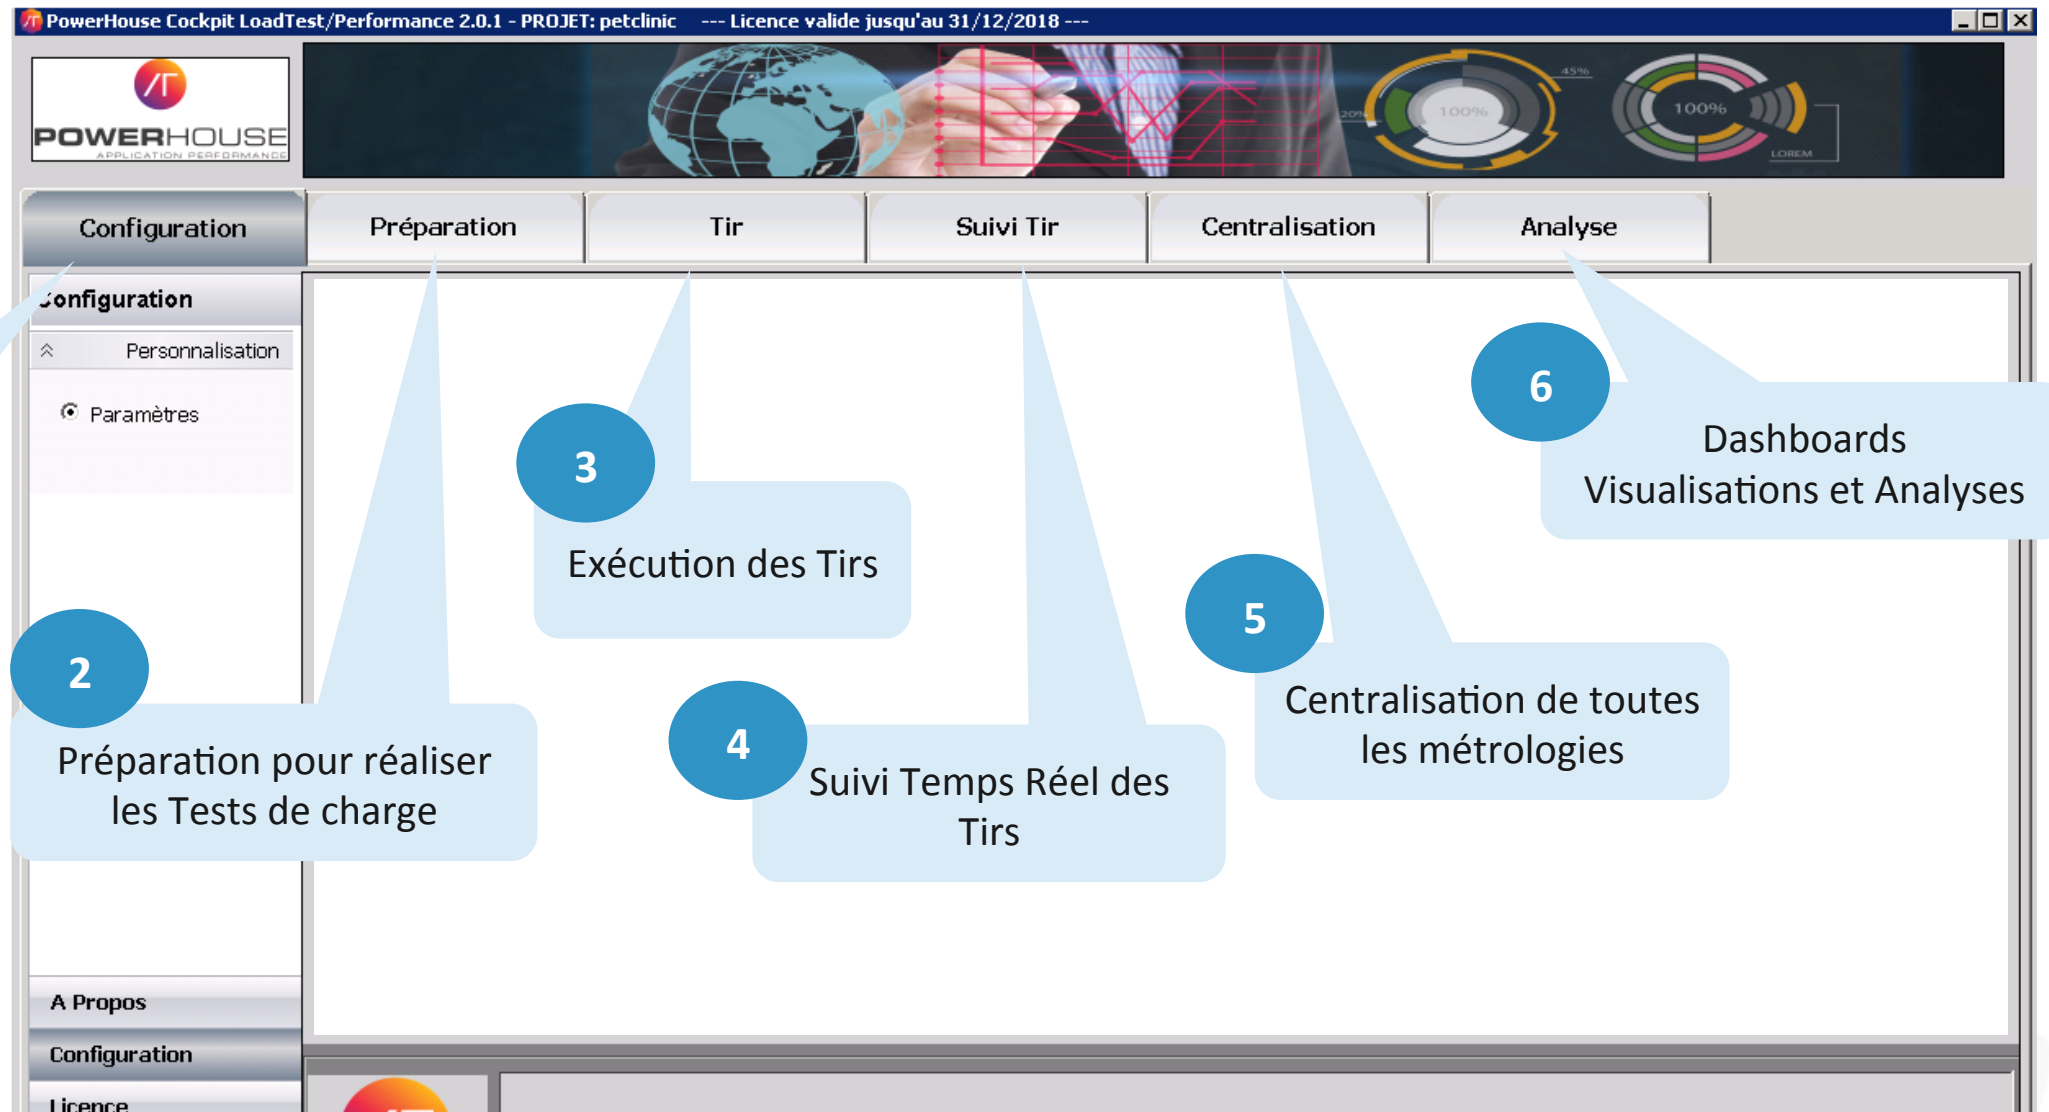 PowerHouse Cockpit LoadTest/Performance 2.0.1 - PROJET: petclinic --- Licence valide jusqu'au 31/12/2018 ---
POWERHOUSE
APPLICATION PERFORMANCE
45%
20%
100%
100%
LOREM
Configuration
Préparation
Tir
Suivi Tir
Centralisation
Analyse
Configuration
Personnalisation
Paramètres
6
Dashboards
Visualisations et Analyses
3
Exécution des Tirs
5
Centralisation de toutes
les métrologies
2
Préparation pour réaliser
les Tests de charge
4
Suivi Temps Réel des
Tirs
A Propos
Configuration
Licence